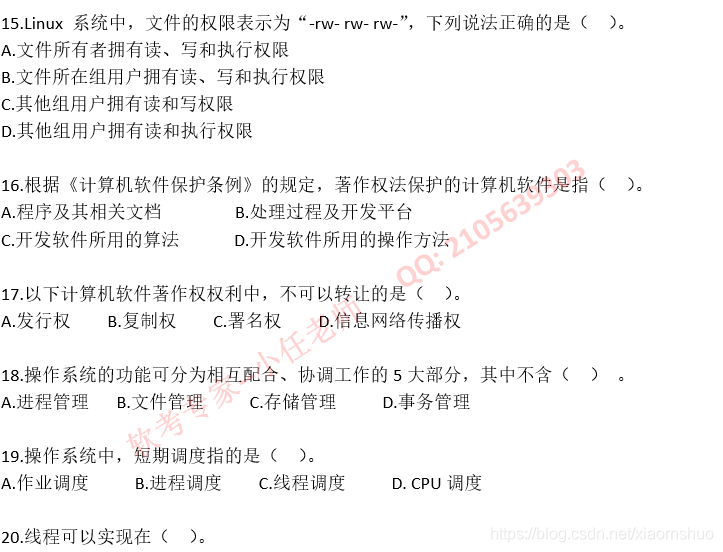 15.Linux 系统中，文件的权限表示为“-rw- rw- rw-”，下列说法正确的是（ ）。
A.文件所有者拥有读、写和执行权限
B.文件所在组用户拥有读、写和执行权限
C.其他组用户拥有读和写权限
D.其他组用户拥有读和执行权限
16.根据《计算机软件保护条例》的规定，著作权法保护的计算机软件是指（ ）。
A.程序及其相关文档 B.处理过程及开发平台
C.开发软件所用的算法 D.开发软件所用的操作方法
17.以下计算机软件著作权权利中，不可以转让的是（ ）。
A.发行权 B.复制权 C.署名权 D.信息网络传播权
18.操作系统的功能可分为相互配合、协调工作的 5 大部分，其中不含（ ） 。
A.进程管理 B.文件管理 C.存储管理 D.事务管理
19.操作系统中，短期调度指的是（ ）。
A.作业调度 B.进程调度 C.线程调度 D. CPU 调度
20.线程可以实现在（ ）。
软考专家-小任老师 QQ: 2105639303
https://blog.csdn.net/xiaomshuo